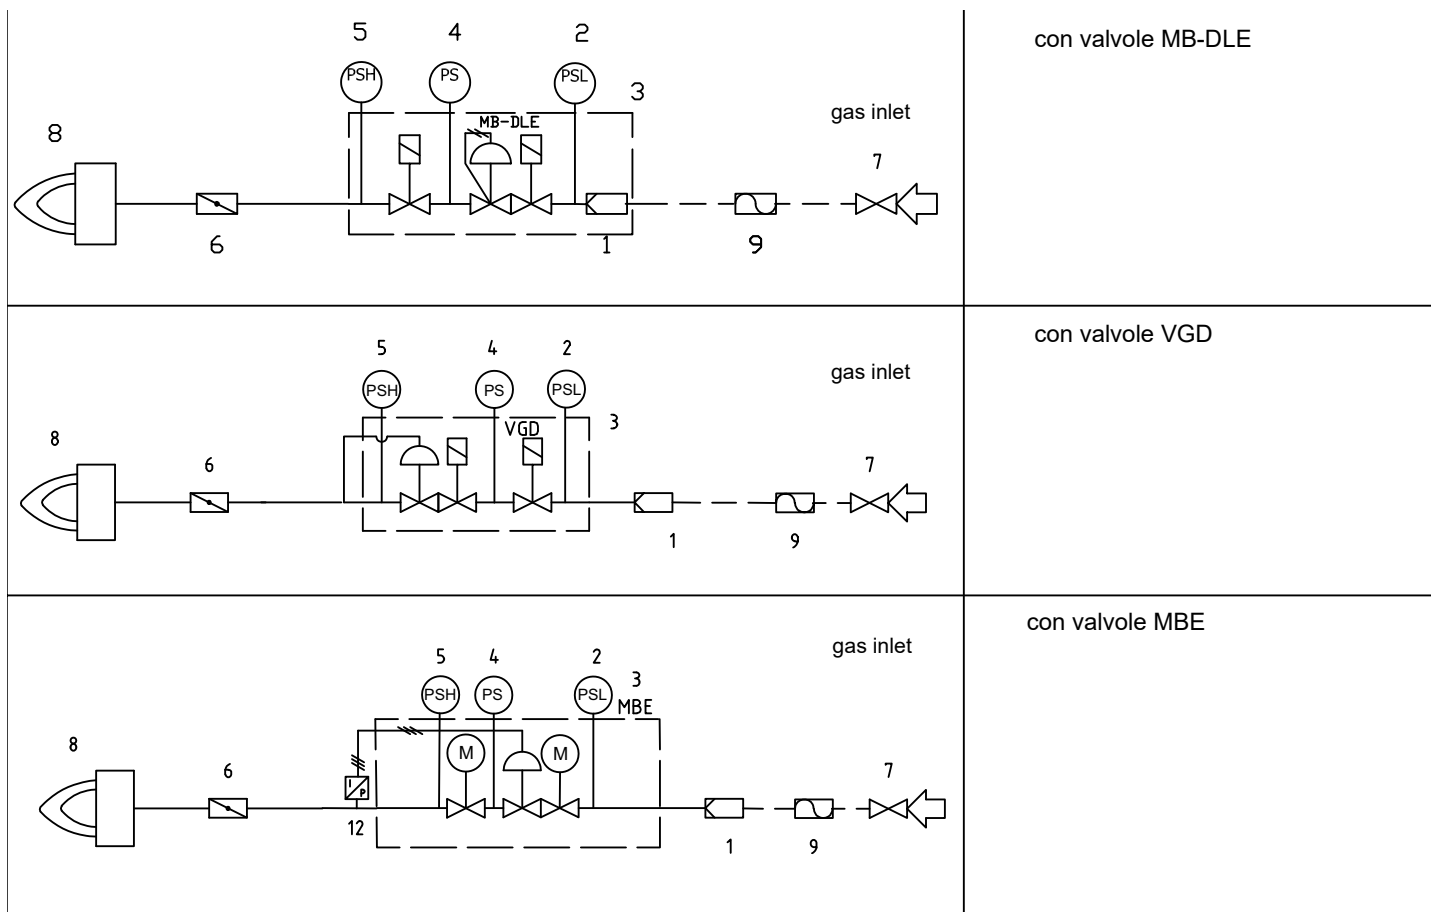 5 4 2
con valvole MB-DLE
PSH PS PSL
3
gas inlet
MB-DLE
8
7
6 1 9
con valvole VGD
5 4 2
gas inlet
PSH PS PSL
3
VGD
8
6
7
1 9
con valvole MBE
gas inlet
5 4 2
3
PSH PS PSL
MBE
8
M M
6
7
I
P
12
1 9